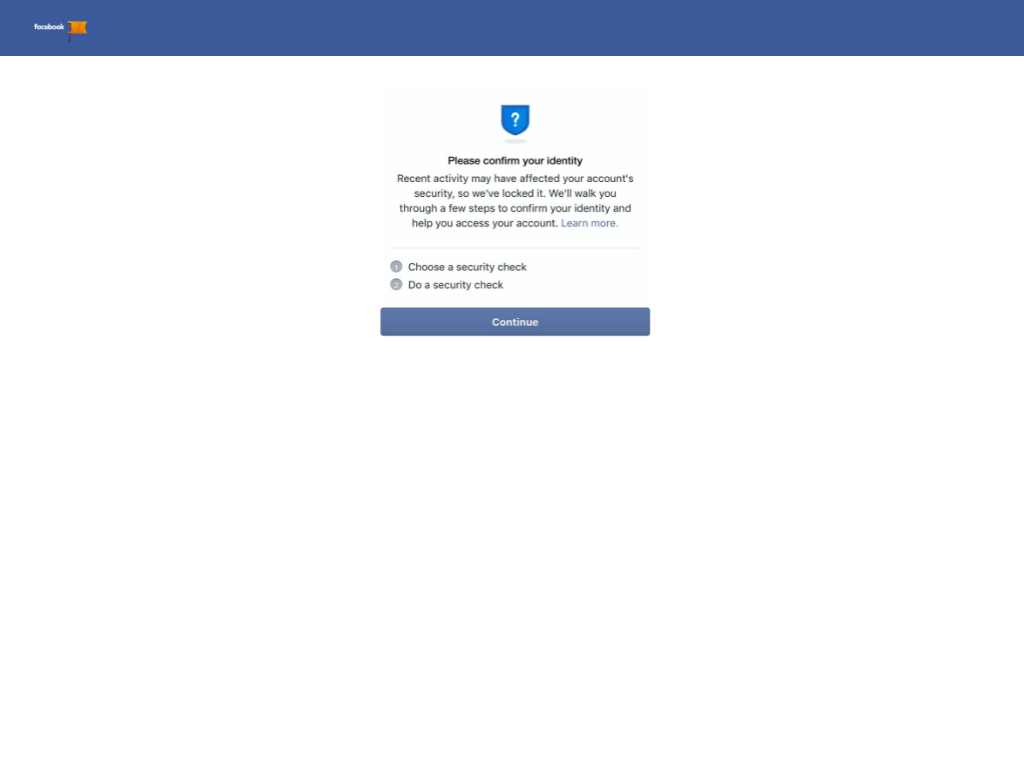 facebook
?
Please confirm your identity
Recent activity may have affected your account's
security, so we've locked it. We'll walk you
through a few steps to confirm your identity and
help you access your account. Learn more.
1 Choose a security check
2 Do a security check
Continue